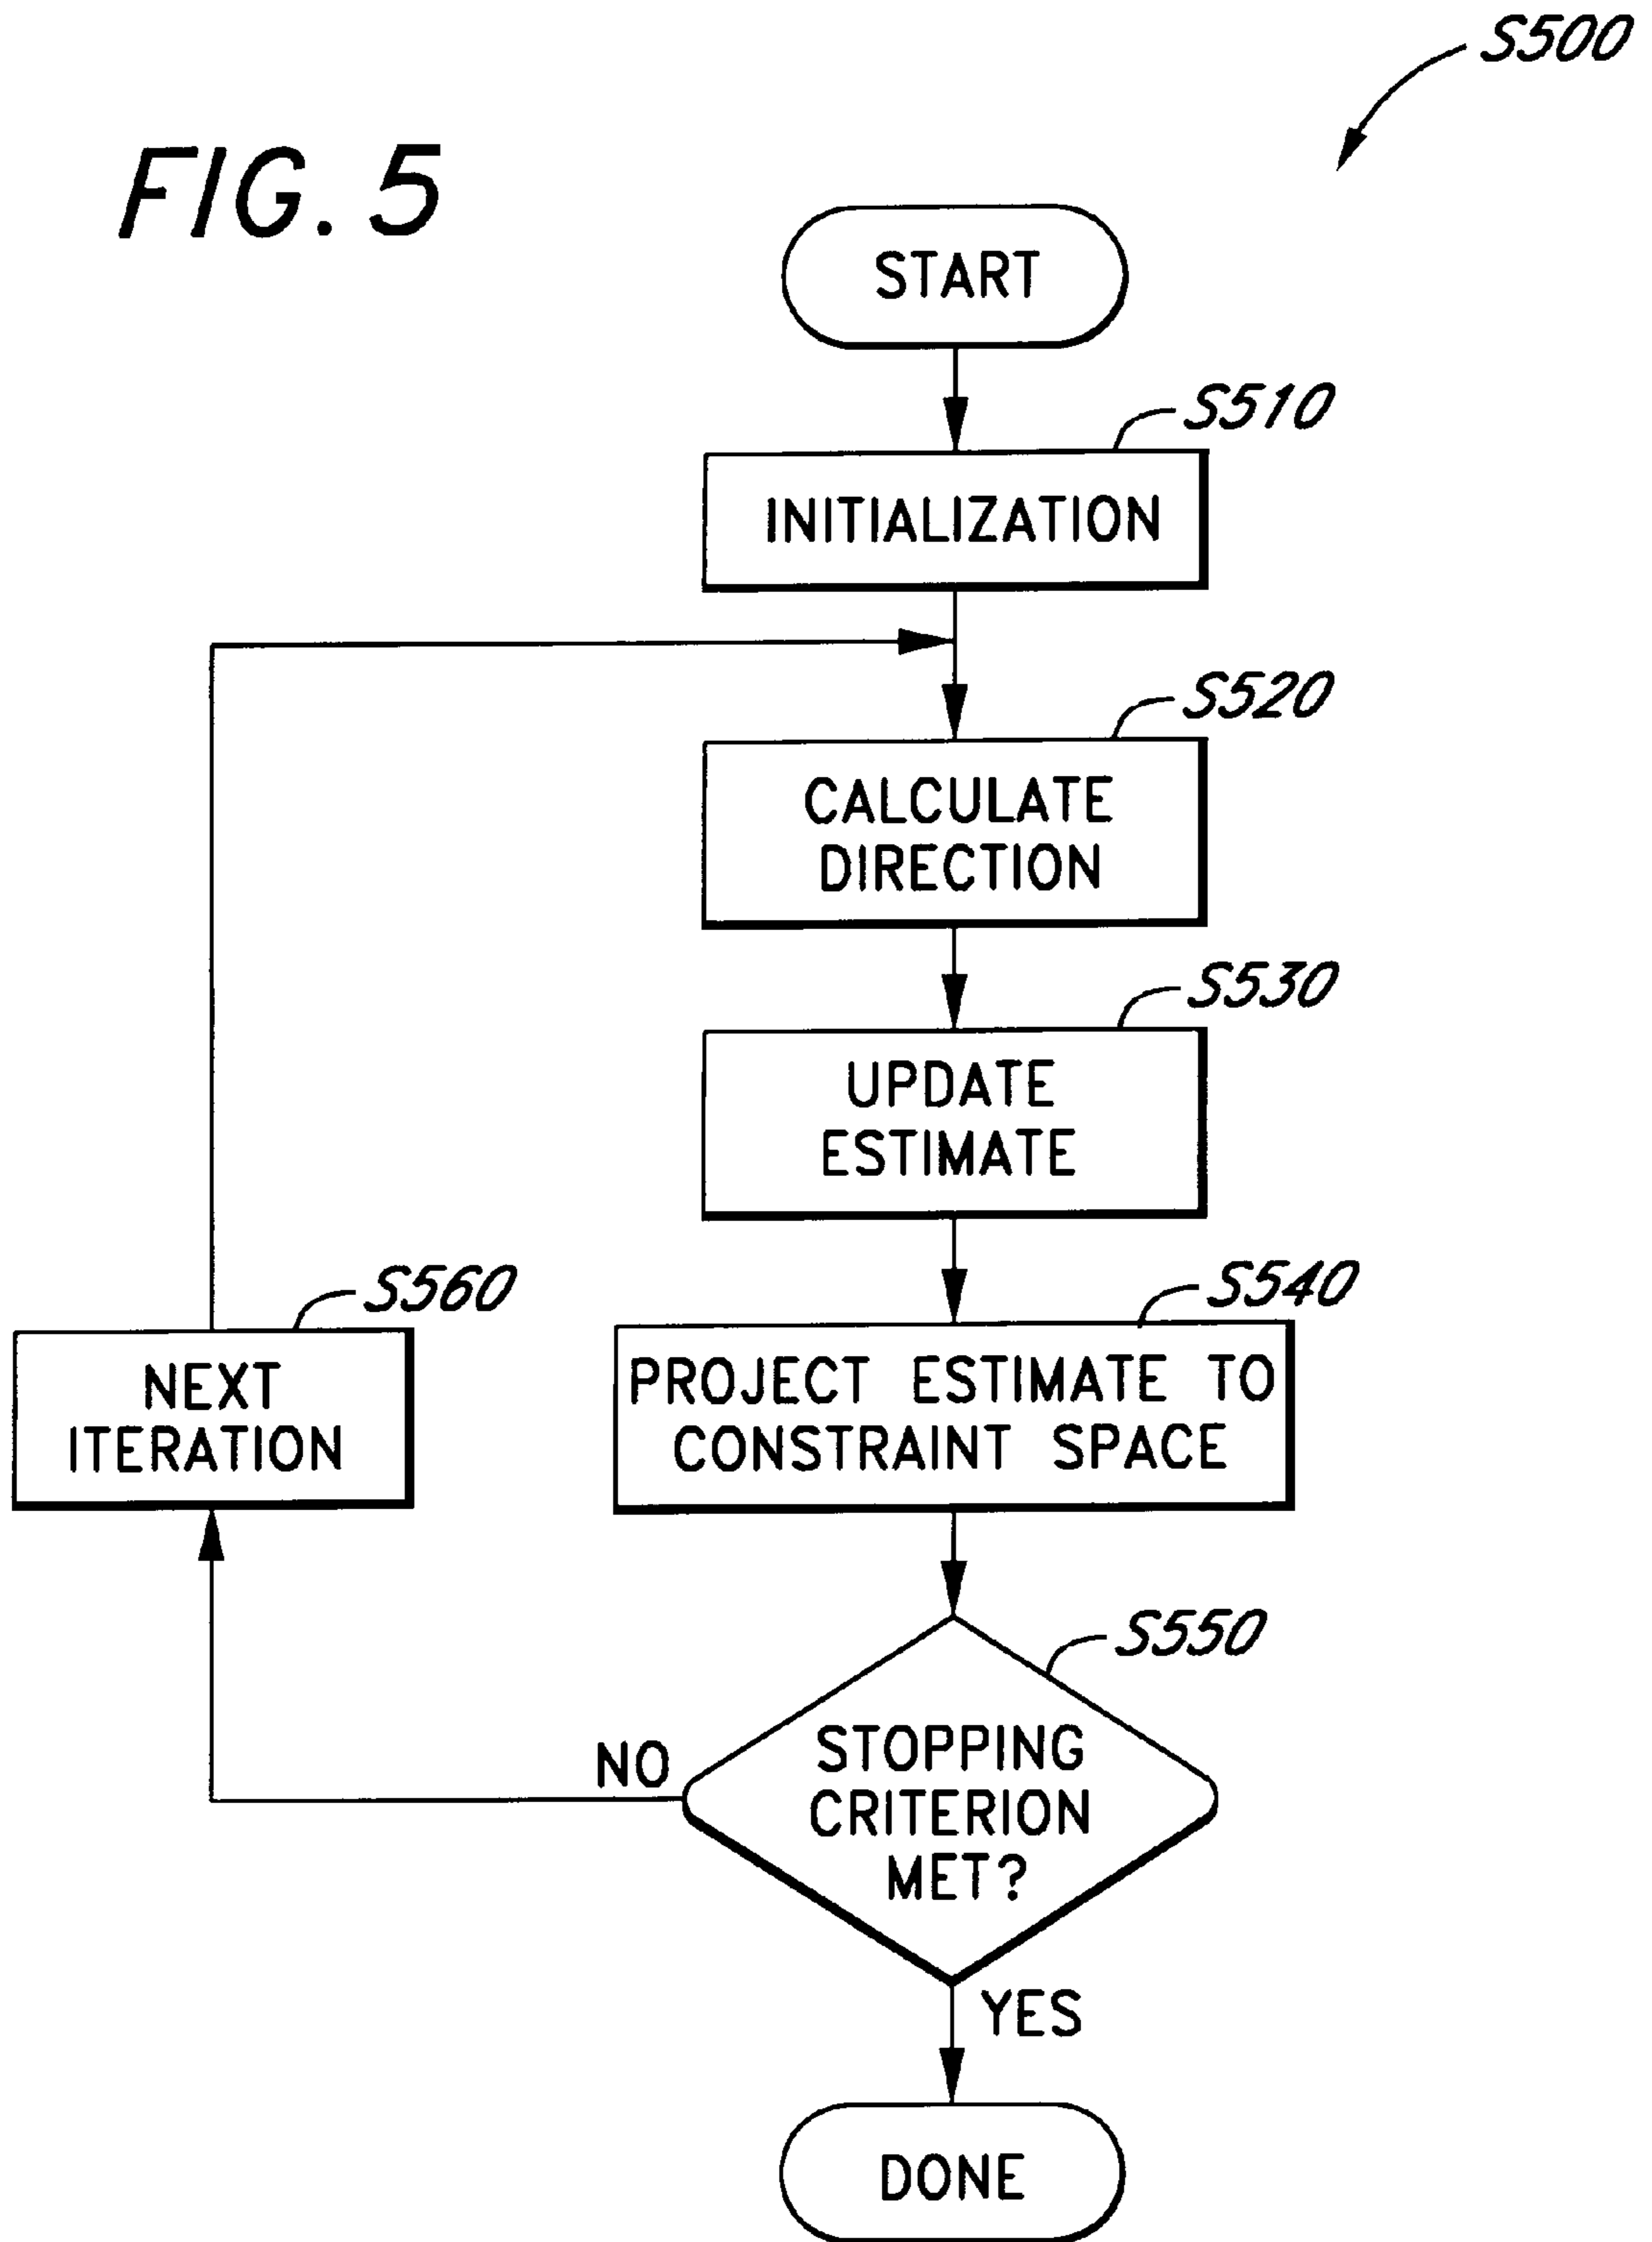 S500
FIG. 5
START
S510
INITIALIZATION
S520
CALCULATE
DIRECTION
S530
UPDATE
ESTIMATE
S540
PROJECT ESTIMATE TO
CONSTRAINT SPACE
S560
NEXT
ITERATION
S550
STOPPING
CRITERION
MET?
NO
YES
DONE